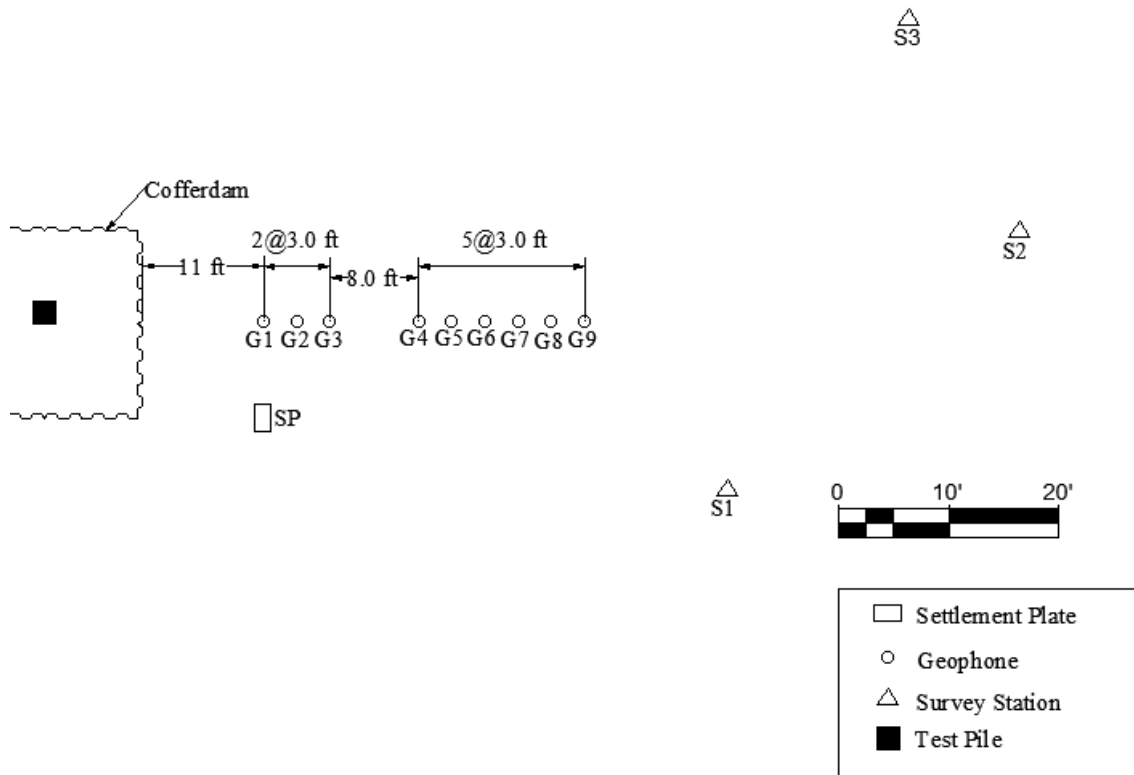 S3
Cofferdam
2@3.0 ft
5@3.0 ft
S2
11 ft
8.0 ft
G1 G2 G3 G4 G5 G6 G7 G8 G9
SP
S1
0 10' 20'
Settlement Plate
Geophone
Survey Station
Test Pile